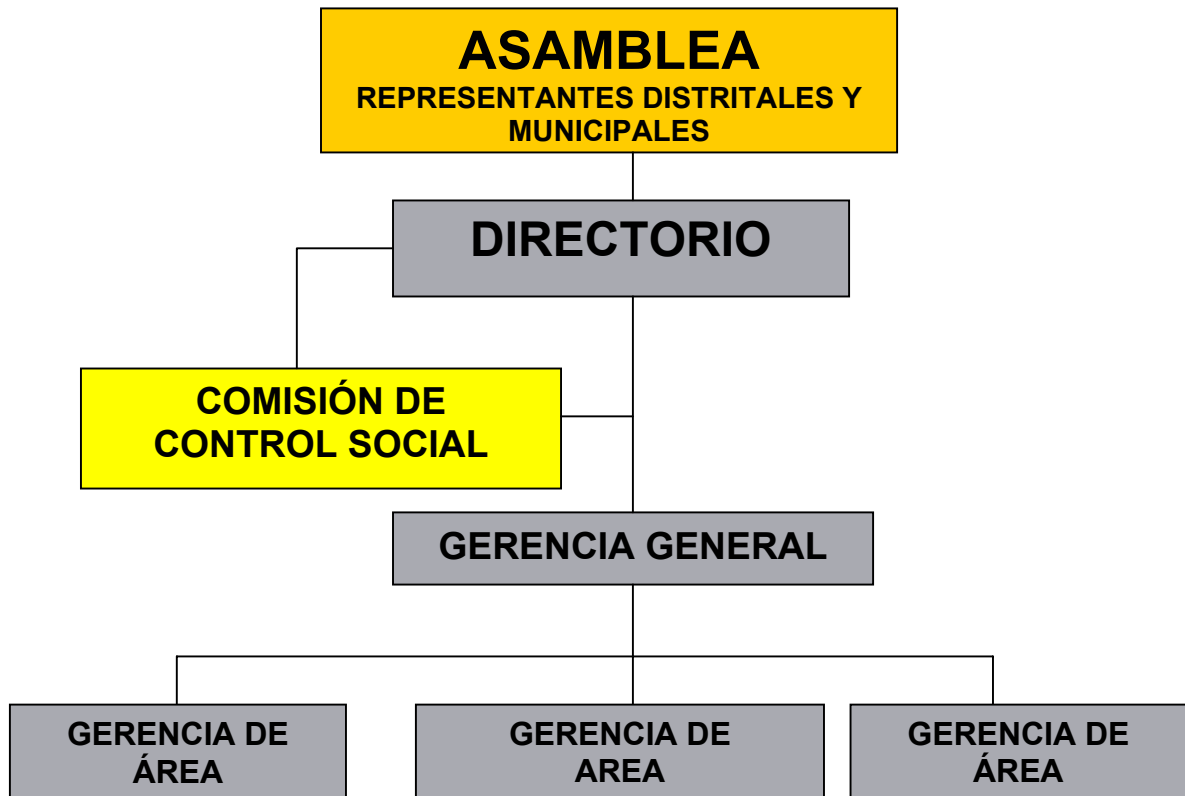 ASAMBLEA
REPRESENTANTES DISTRITALES Y
MUNICIPALES
DIRECTORIO
COMISIÓN DE
CONTROL SOCIAL
GERENCIA GENERAL
GERENCIA DE
ÁREA
GERENCIA DE
AREA
GERENCIA DE
ÁREA